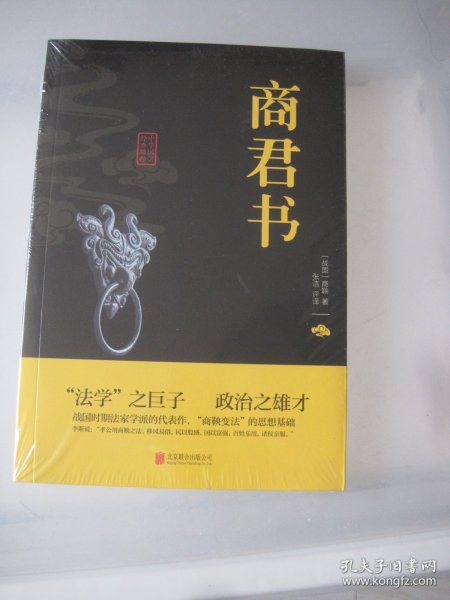 商君书
中华国学
经典精粹
[战国] 商鞅 著
张洁 评译
“法学”之巨子 政治之雄才
战国时期法家学派的代表作，“商鞅变法”的思想基础
李斯说：“孝公用商鞅之法，移风易俗，民以殷盛，国以富强，百姓乐用，诸侯亲服。”
北京联合出版公司
孔夫子旧书网
www.kongfz.com